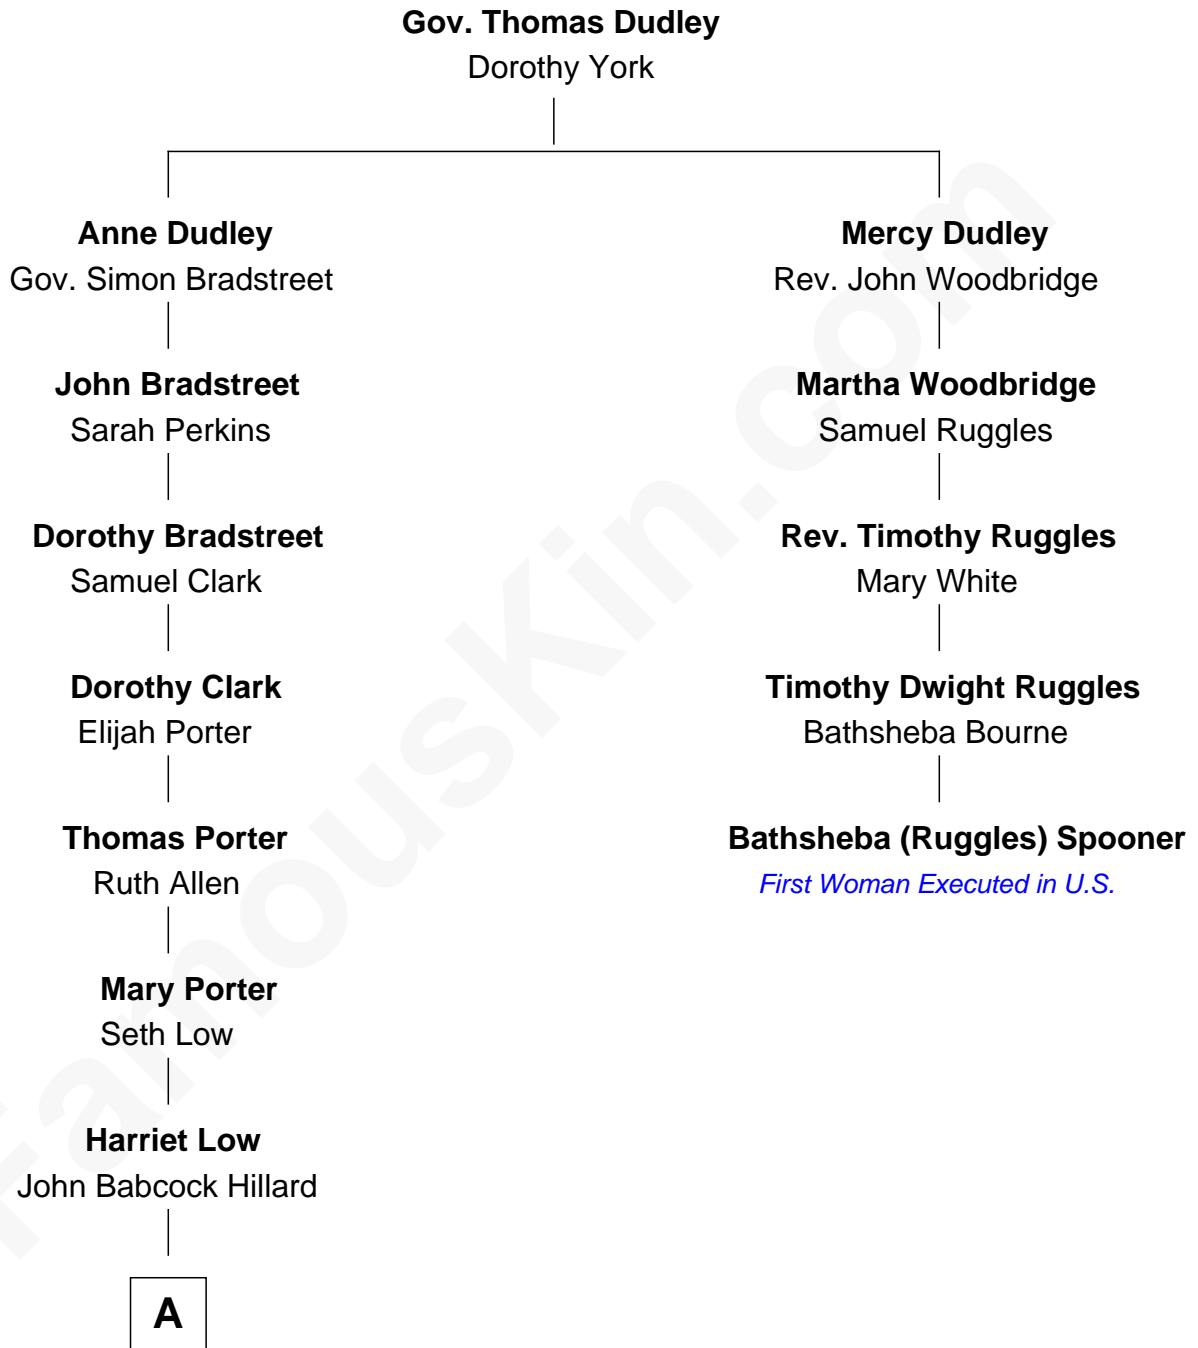 Gov. Thomas Dudley
Dorothy York
Anne Dudley
Gov. Simon Bradstreet
Mercy Dudley
Rev. John Woodbridge
John Bradstreet
Sarah Perkins
Martha Woodbridge
Samuel Ruggles
Dorothy Bradstreet
Samuel Clark
Rev. Timothy Ruggles
Mary White
Dorothy Clark
Elijah Porter
Timothy Dwight Ruggles
Bathsheba Bourne
Thomas Porter
Ruth Allen
Bathsheba (Ruggles) Spooner
First Woman Executed in U.S.
Mary Porter
Seth Low
Harriet Low
John Babcock Hillard
A
FamousKin.com